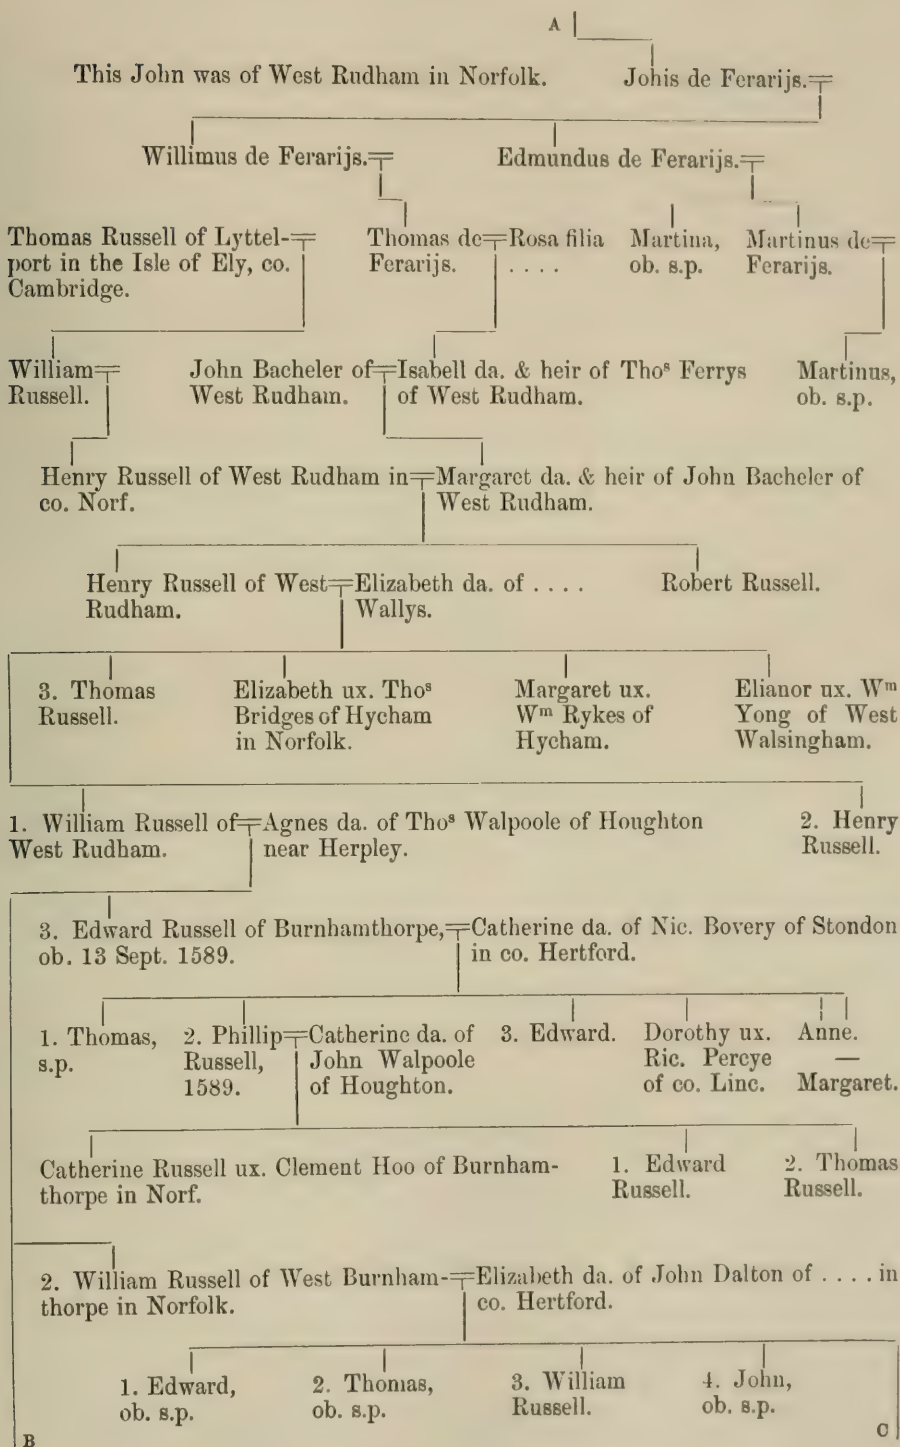 A
This John was of West Rudham in Norfolk. Johis de Ferarijs.
Willimus de Ferarijs. Edmundus de Ferarijs.
Thomas Russell of Lyttel-
port in the Isle of Ely, co.
Cambridge.
Thomas de
Ferarijs.
Rosa filia
. . . .
Martina,
ob. s.p.
Martinus de
Ferarijs.
William
Russell.
John Bacheler of
West Rudham.
Isabell da. & heir of Thoˢ Ferrys
of West Rudham.
Martinus,
ob. s.p.
Henry Russell of West Rudham in
co. Norf.
Margaret da. & heir of John Bacheler of
West Rudham.
Henry Russell of West
Rudham.
Elizabeth da. of . . . .
Wallys.
Robert Russell.
3. Thomas
Russell.
Elizabeth ux. Thoˢ
Bridges of Hycham
in Norfolk.
Margaret ux.
Wᵐ Rykes of
Hycham.
Elianor ux. Wᵐ
Yong of West
Walsingham.
1. William Russell of
West Rudham.
Agnes da. of Thoˢ Walpoole of Houghton
near Herpley.
2. Henry
Russell.
3. Edward Russell of Burnhamthorpe,
ob. 13 Sept. 1589.
Catherine da. of Nic. Bovery of Stondon
in co. Hertford.
1. Thomas,
s.p.
2. Phillip
Russell,
1589.
Catherine da. of
John Walpoole
of Houghton.
3. Edward.
Dorothy ux.
Ric. Percye
of co. Linc.
Anne.
—
Margaret.
Catherine Russell ux. Clement Hoo of Burnham-
thorpe in Norf.
1. Edward
Russell.
2. Thomas
Russell.
2. William Russell of West Burnham-
thorpe in Norfolk.
Elizabeth da. of John Dalton of . . . . in
co. Hertford.
1. Edward,
ob. s.p.
2. Thomas,
ob. s.p.
3. William
Russell.
4. John,
ob. s.p.
B C